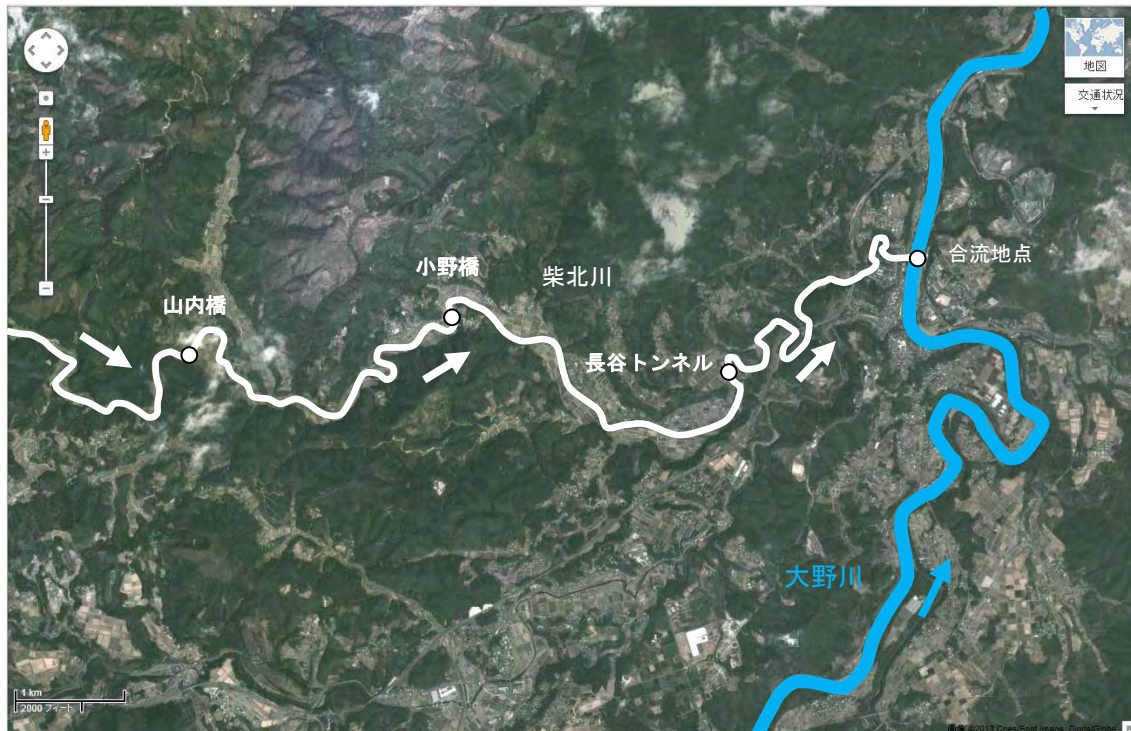 地図
交通状況
合流地点
小野橋
柴北川
山内橋
長谷トンネル
大野川
1 km
2000 フィート